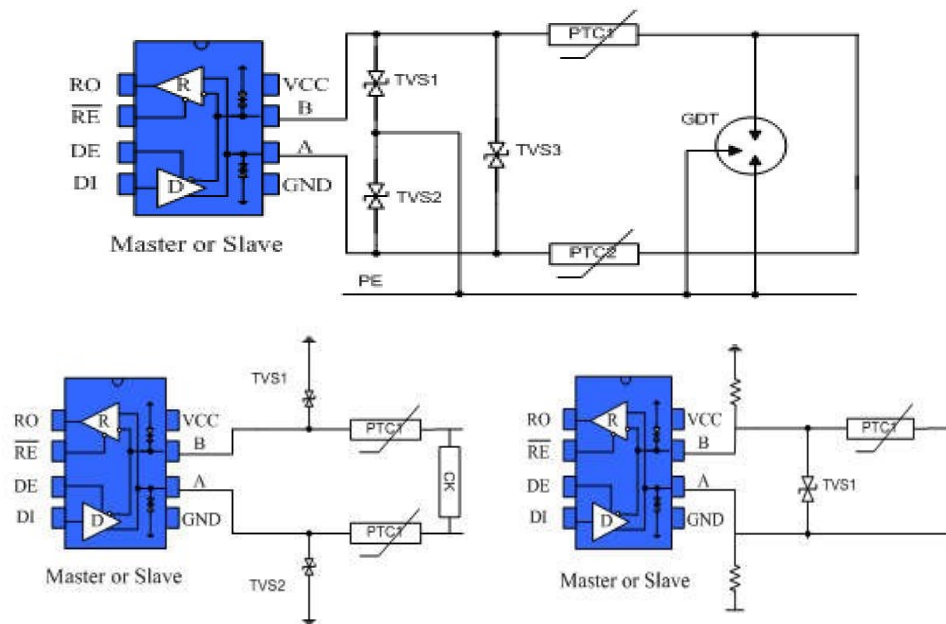 PTC1
RO
R
VCC
TVS1
RE
B
GDT
DE
A
TVS3
DI
D
GND
TVS2
Master or Slave
PTC2
PE
TVS1
RO
R
VCC
PTC1
RE
B
DE
A
CK
DI
D
GND
PTC1
Master or Slave
TVS2
RO
R
VCC
PTC1
RE
B
DE
A
TVS1
DI
D
GND
Master or Slave